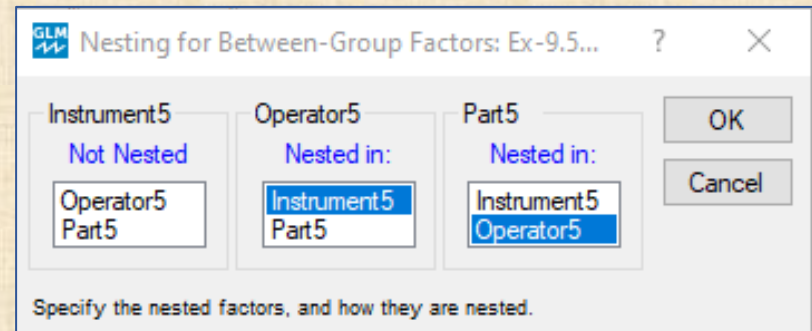 GLM Nesting for Between-Group Factors: Ex-9.5... ? ×
Instrument5 Operator5 Part5 OK
Not Nested Nested in: Nested in:
Operator5 Instrument5 Instrument5 Cancel
Part5 Part5 Operator5
Specify the nested factors, and how they are nested.